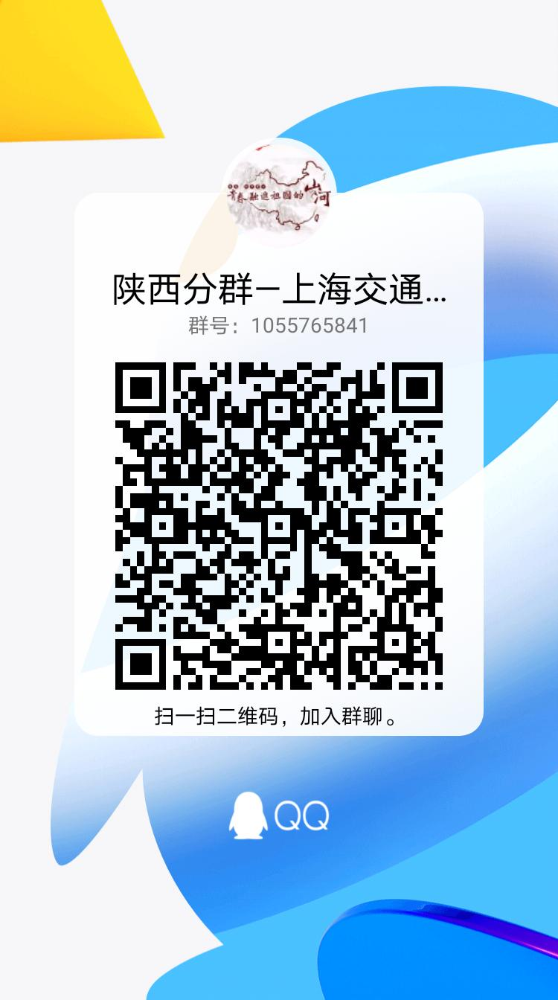 青春融进祖国的山河
陕西分群-上海交通...
群号：1055765841
扫一扫二维码，加入群聊。
QQ